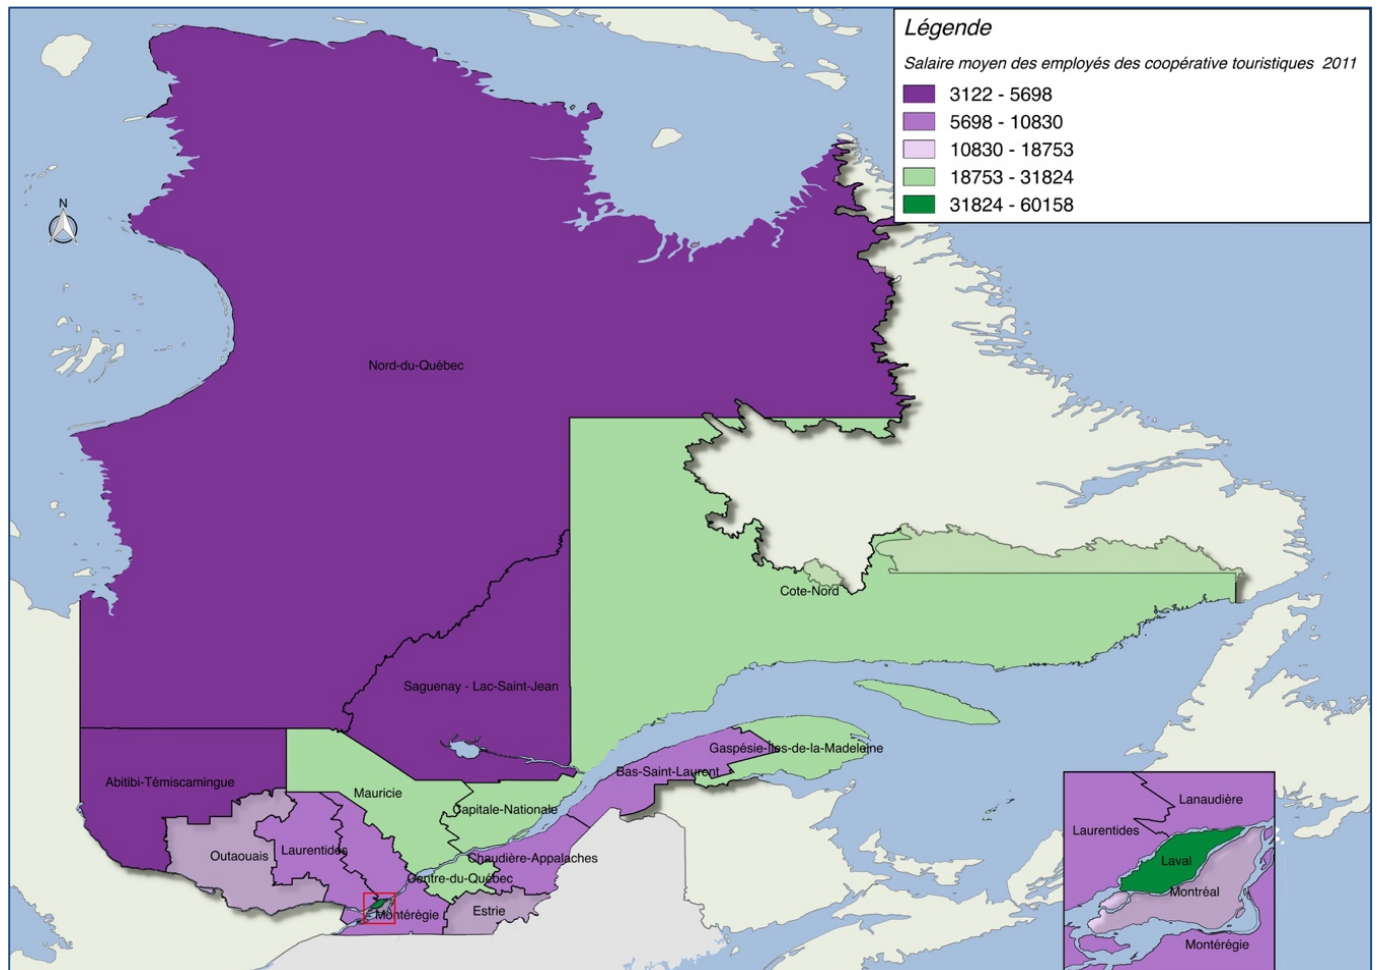 Légende
Salaire moyen des employés des coopérative touristiques 2011
3122 - 5698
5698 - 10830
10830 - 18753
18753 - 31824
31824 - 60158
N
Nord-du-Québec
Cote-Nord
Saguenay - Lac-Saint-Jean
Gaspésie-Iles-de-la-Madeleine
Bas-Saint-Laurent
Abitibi-Témiscamingue
Mauricie
Capitale-Nationale
Outaouais
Laurentides
Chaudière-Appalaches
Centre-du-Québec
Estrie
Montérégie
Lanaudière
Laurentides
Laval
Montréal
Montérégie